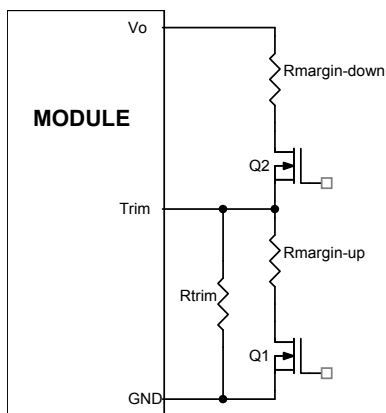 Vo
Rmargin-down
MODULE
Q2
Trim
Rmargin-up
Rtrim
Q1
GND